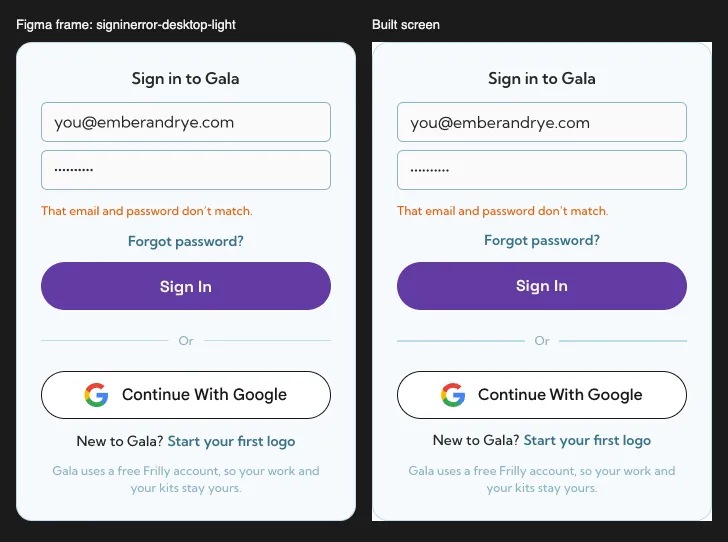 Figma frame: signinerror-desktop-light
Sign in to Gala
you@emberandrye.com
••••••••••
That email and password don't match.
Forgot password?
Sign In
Or
Continue With Google
New to Gala? Start your first logo
Gala uses a free Frilly account, so your work and
your kits stay yours.
Built screen
Sign in to Gala
you@emberandrye.com
••••••••••
That email and password don't match.
Forgot password?
Sign In
Or
Continue With Google
New to Gala? Start your first logo
Gala uses a free Frilly account, so your work and
your kits stay yours.